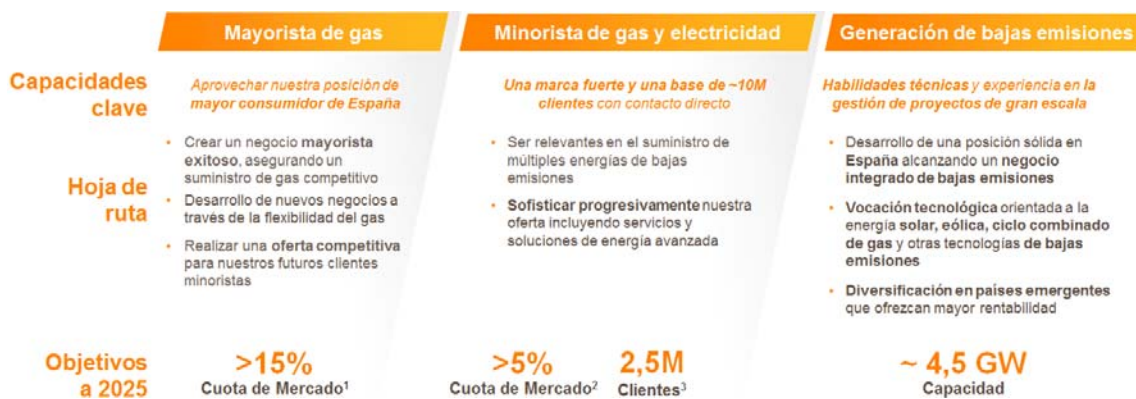 Mayorista de gas
Minorista de gas y electricidad
Generación de bajas emisiones
Capacidades
clave
Aprovechar nuestra posición de
mayor consumidor de España
Una marca fuerte y una base de ~10M
clientes con contacto directo
Habilidades técnicas y experiencia en la
gestión de proyectos de gran escala
Hoja de
ruta
• Crear un negocio mayorista
exitoso, asegurando un
suministro de gas competitivo
• Desarrollo de nuevos negocios a
través de la flexibilidad del gas
• Realizar una oferta competitiva
para nuestros futuros clientes
minoristas
• Ser relevantes en el suministro de
múltiples energías de bajas
emisiones
• Sofisticar progresivamente nuestra
oferta incluyendo servicios y
soluciones de energía avanzada
• Desarrollo de una posición sólida en
España alcanzando un negocio
integrado de bajas emisiones
• Vocación tecnológica orientada a la
energía solar, eólica, ciclo combinado
de gas y otras tecnologías de bajas
emisiones
• Diversificación en países emergentes
que ofrezcan mayor rentabilidad
Objetivos
a 2025
>15%
Cuota de Mercado¹
>5%
Cuota de Mercado²
2,5M
Clientes³
~ 4,5 GW
Capacidad